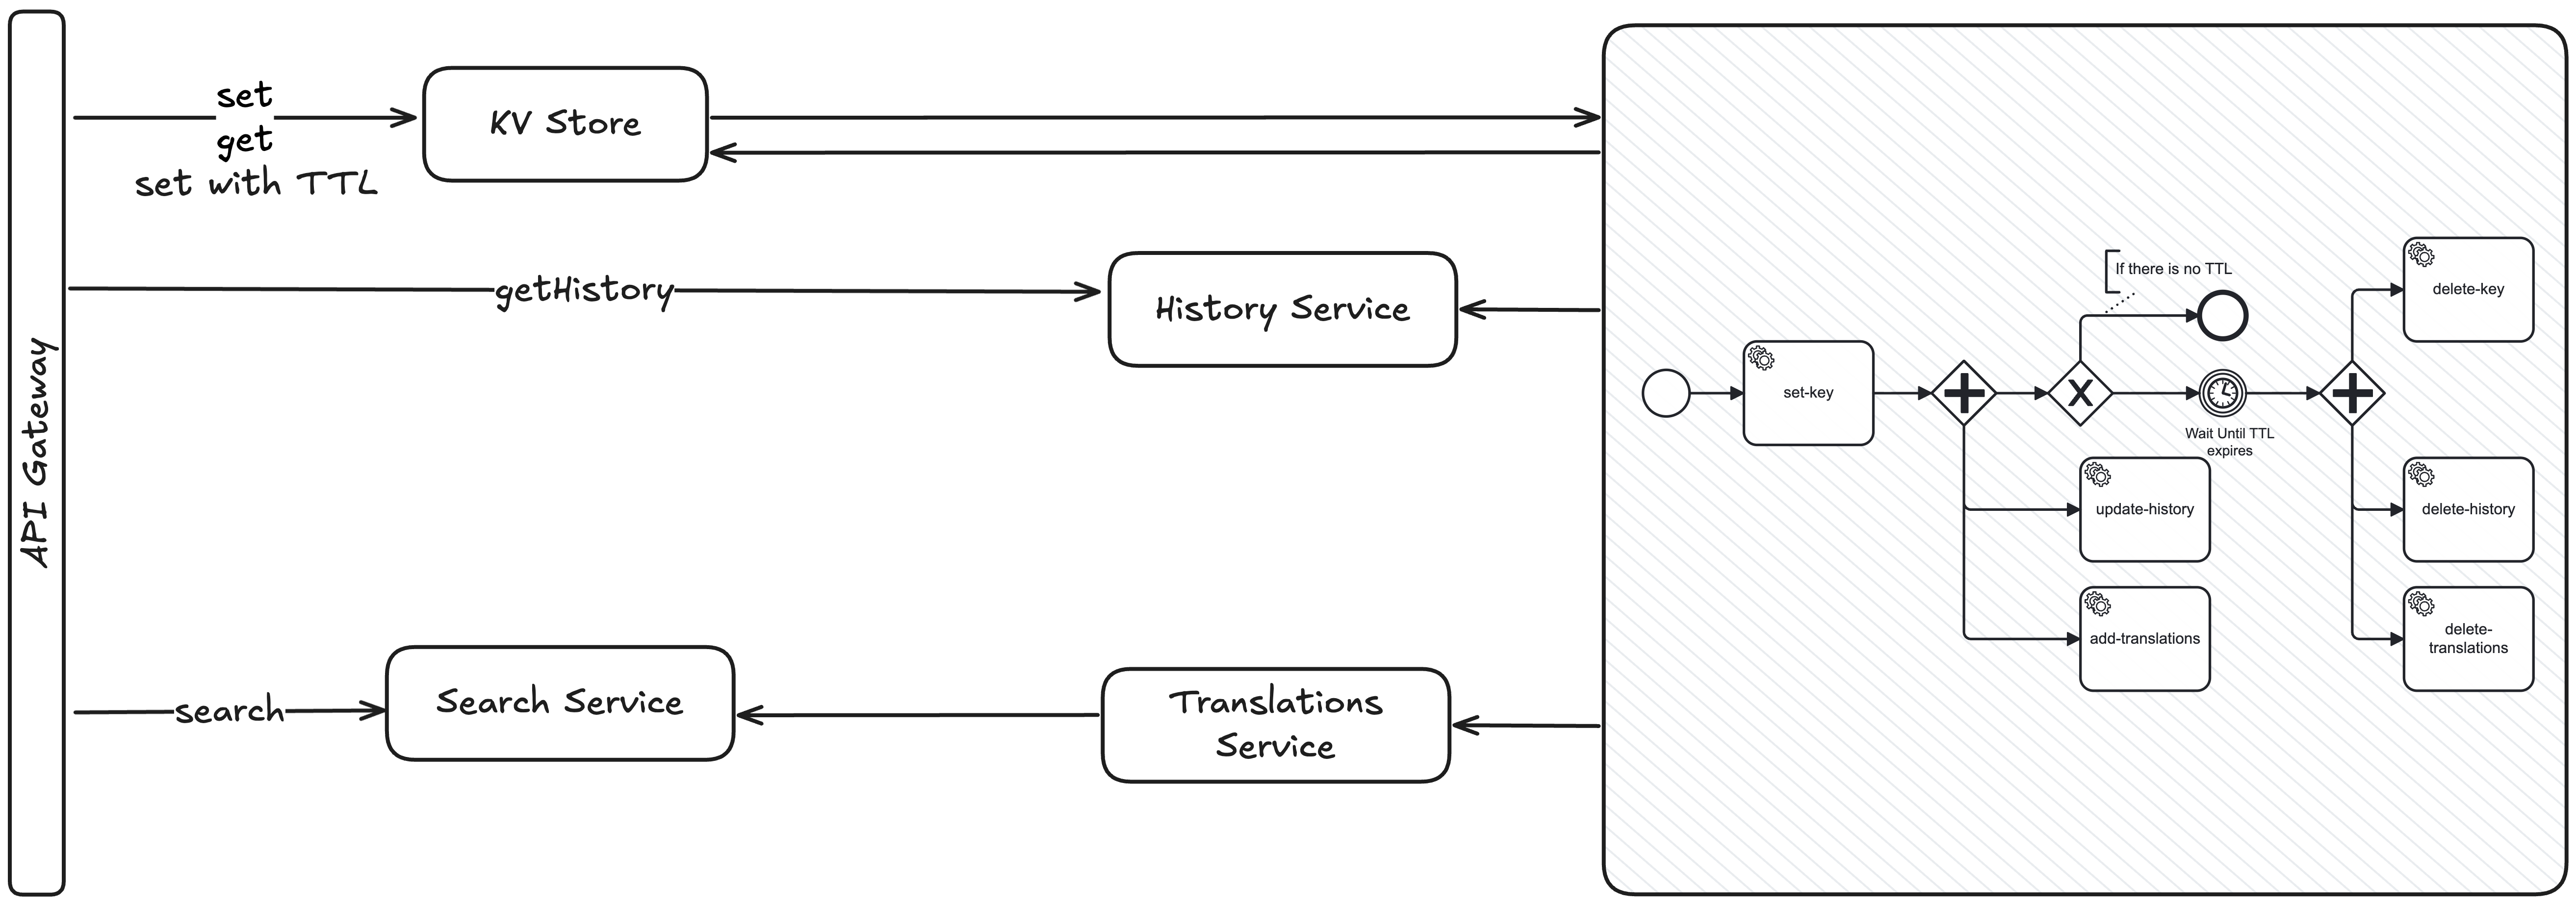 API Gateway
set
get
set with TTL
KV Store
getHistory
History Service
search
Search Service
Translations
Service
set-key
If there is no TTL
Wait Until TTL
expires
update-history
add-translations
delete-key
delete-history
delete-
translations